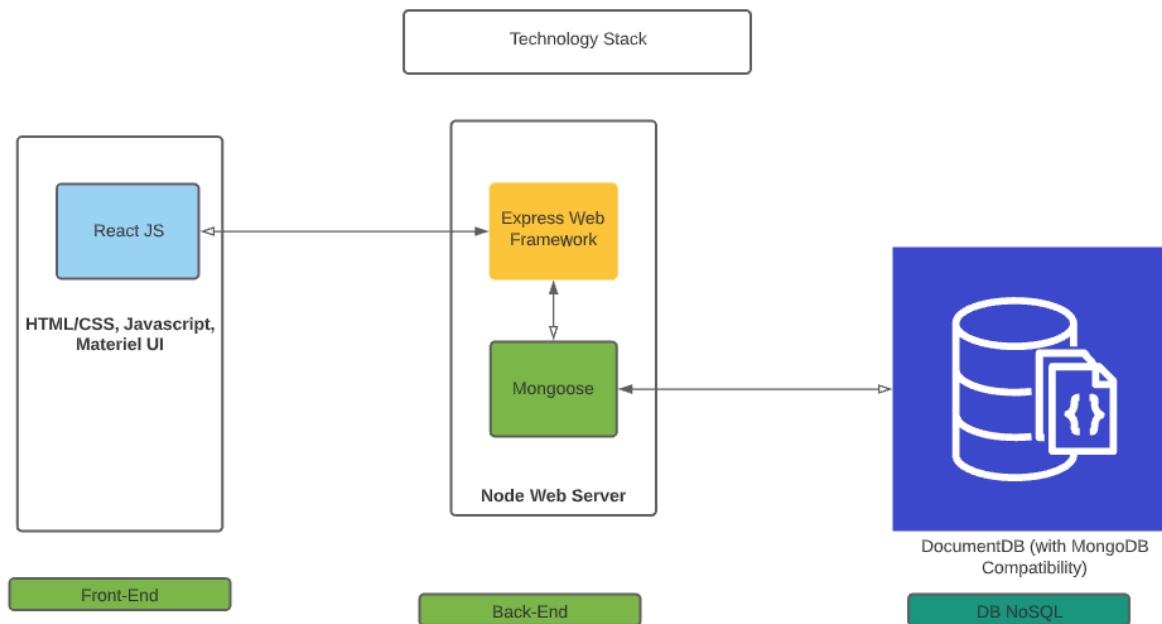 Technology Stack
React JS
HTML/CSS, Javascript,
Materiel UI
Express Web
Framework
Mongoose
Node Web Server
{}
DocumentDB (with MongoDB
Compatibility)
Front-End
Back-End
DB NoSQL